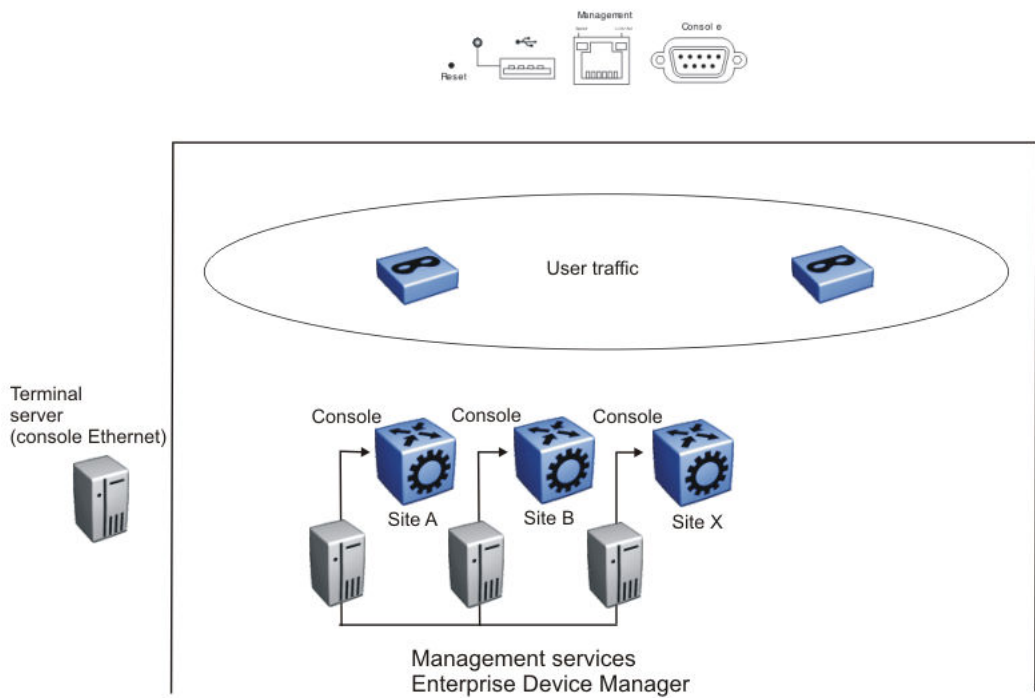 Management
Console
Reset
User traffic
Terminal
server
(console Ethernet)
Console
Console
Console
Site A
Site B
Site X
Management services
Enterprise Device Manager